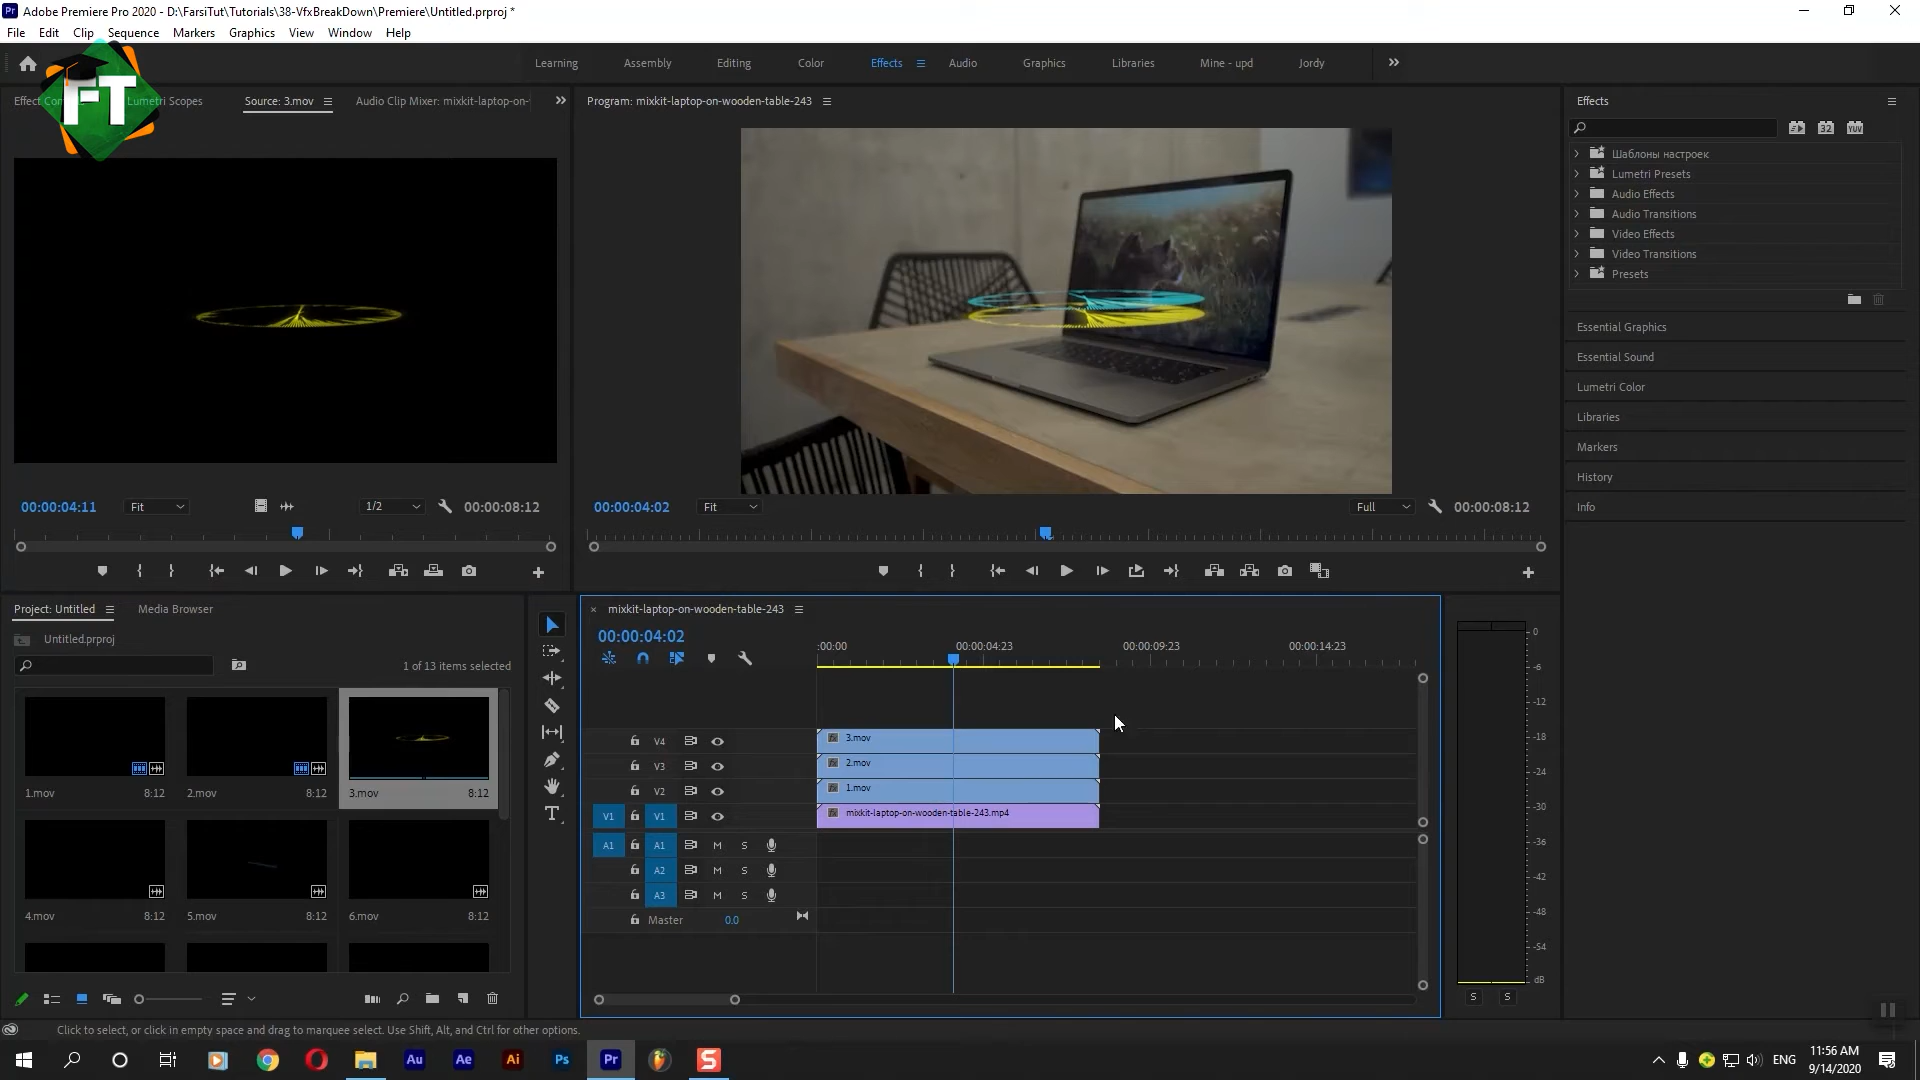 Adobe Premiere Pro 2020 - D:\FarsiTut\Tutorials\38-VfxBreakDown\Premiere\Untitled.prproj *
File Edit Clip Sequence Markers Graphics View Window Help
FT
Learning Assembly Editing Color Effects Audio Graphics Libraries Mine - upd Jordy
Lumetri Scopes Source: 3.mov Audio Clip Mixer: mixkit-laptop-on-
Program: mixkit-laptop-on-wooden-table-243
Effects
32 YUV
Шаблоны настроек
Lumetri Presets
Audio Effects
Audio Transitions
Video Effects
Video Transitions
Presets
Essential Graphics
Essential Sound
Lumetri Color
Libraries
Markers
History
Info
00:00:04:11 Fit 1/2 00:00:08:12
00:00:04:02 Fit Full 00:00:08:12
Project: Untitled Media Browser
Untitled.prproj
1 of 13 items selected
1.mov 8:12 2.mov 8:12 3.mov 8:12
4.mov 8:12 5.mov 8:12 6.mov 8:12
mixkit-laptop-on-wooden-table-243
00:00:04:02
:00:00 00:00:04:23 00:00:09:23 00:00:14:23
V4 3.mov
V3 2.mov
V2 1.mov
V1 V1 mixkit-laptop-on-wooden-table-243.mp4
A1 A1 M S
A2 M S
A3 M S
Master 0.0
0
-6
-12
-18
-24
-30
-36
-42
-48
-54
dB
S S
Click to select, or click in empty space and drag to marquee select. Use Shift, Alt, and Ctrl for other options.
Au Ae Ai Ps Pr S
ENG
11:56 AM
9/14/2020